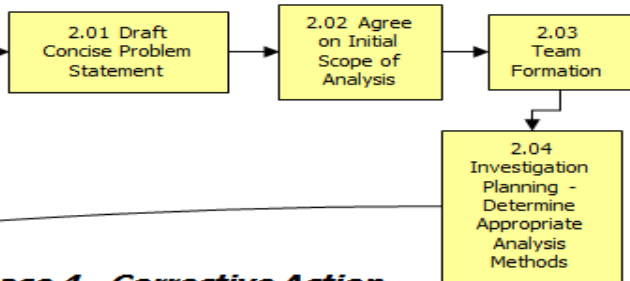 2.01 Draft
Concise Problem
Statement
2.02 Agree
on Initial
Scope of
Analysis
2.03
Team
Formation
2.04
Investigation
Planning -
Determine
Appropriate
Analysis
Methods
4 Corrective Action